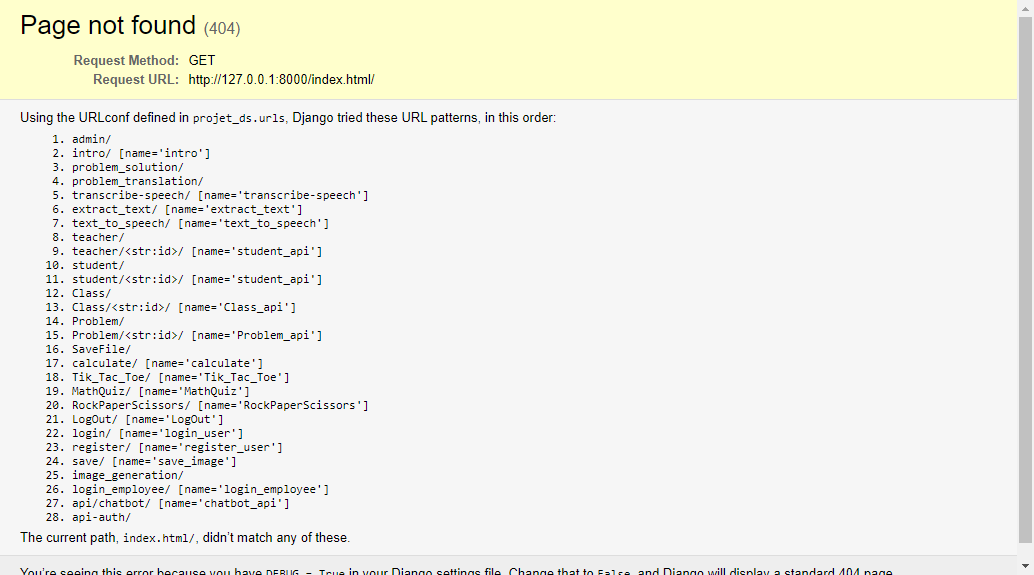 Page not found (404)
Request Method: GET
Request URL: http://127.0.0.1:8000/index.html/
Using the URLconf defined in projet_ds.urls, Django tried these URL patterns, in this order:
1. admin/
2. intro/ [name='intro']
3. problem_solution/
4. problem_translation/
5. transcribe-speech/ [name='transcribe-speech']
6. extract_text/ [name='extract_text']
7. text_to_speech/ [name='text_to_speech']
8. teacher/
9. teacher/<str:id>/ [name='student_api']
10. student/
11. student/<str:id>/ [name='student_api']
12. Class/
13. Class/<str:id>/ [name='Class_api']
14. Problem/
15. Problem/<str:id>/ [name='Problem_api']
16. SaveFile/
17. calculate/ [name='calculate']
18. Tik_Tac_Toe/ [name='Tik_Tac_Toe']
19. MathQuiz/ [name='MathQuiz']
20. RockPaperScissors/ [name='RockPaperScissors']
21. LogOut/ [name='LogOut']
22. login/ [name='login_user']
23. register/ [name='register_user']
24. save/ [name='save_image']
25. image_generation/
26. login_employee/ [name='login_employee']
27. api/chatbot/ [name='chatbot_api']
28. api-auth/
The current path, index.html/, didn't match any of these.
You're seeing this error because you have DEBUG = True in your Django settings file. Change that to False, and Django will display a standard 404 page.